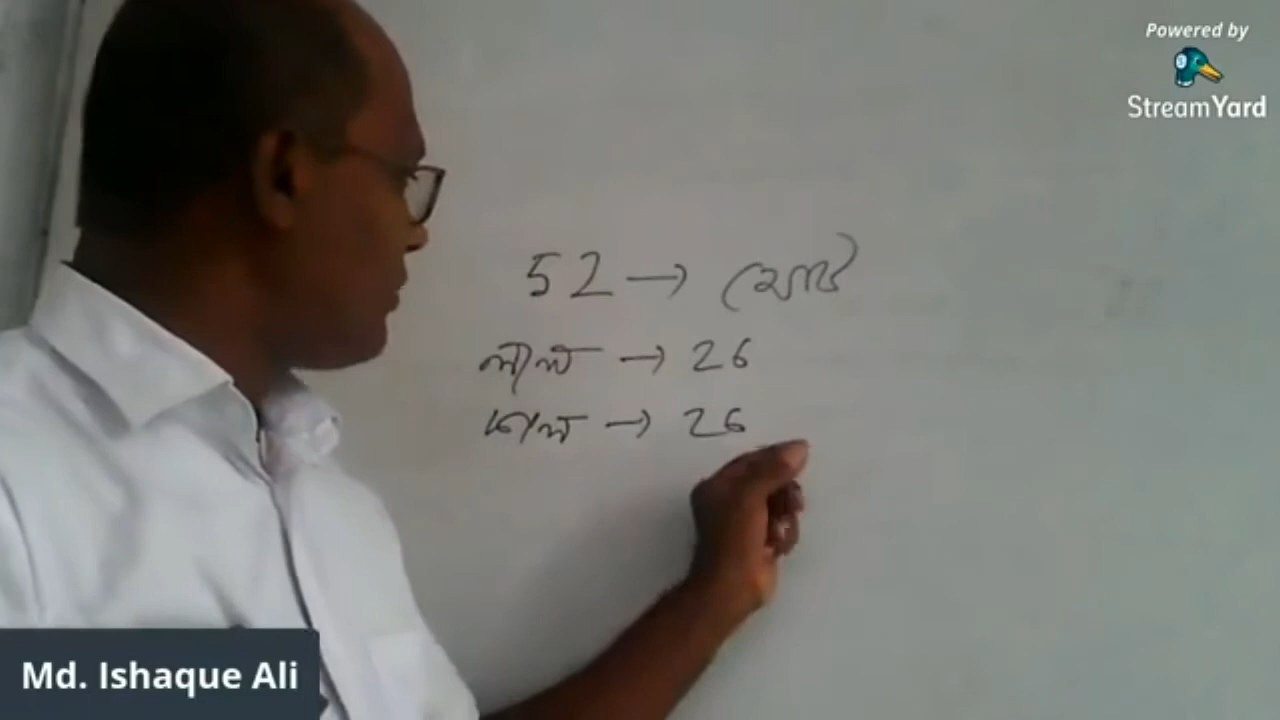 Powered by
StreamYard
52 → মোট
লাল → 26
কাল → 26
Md. Ishaque Ali